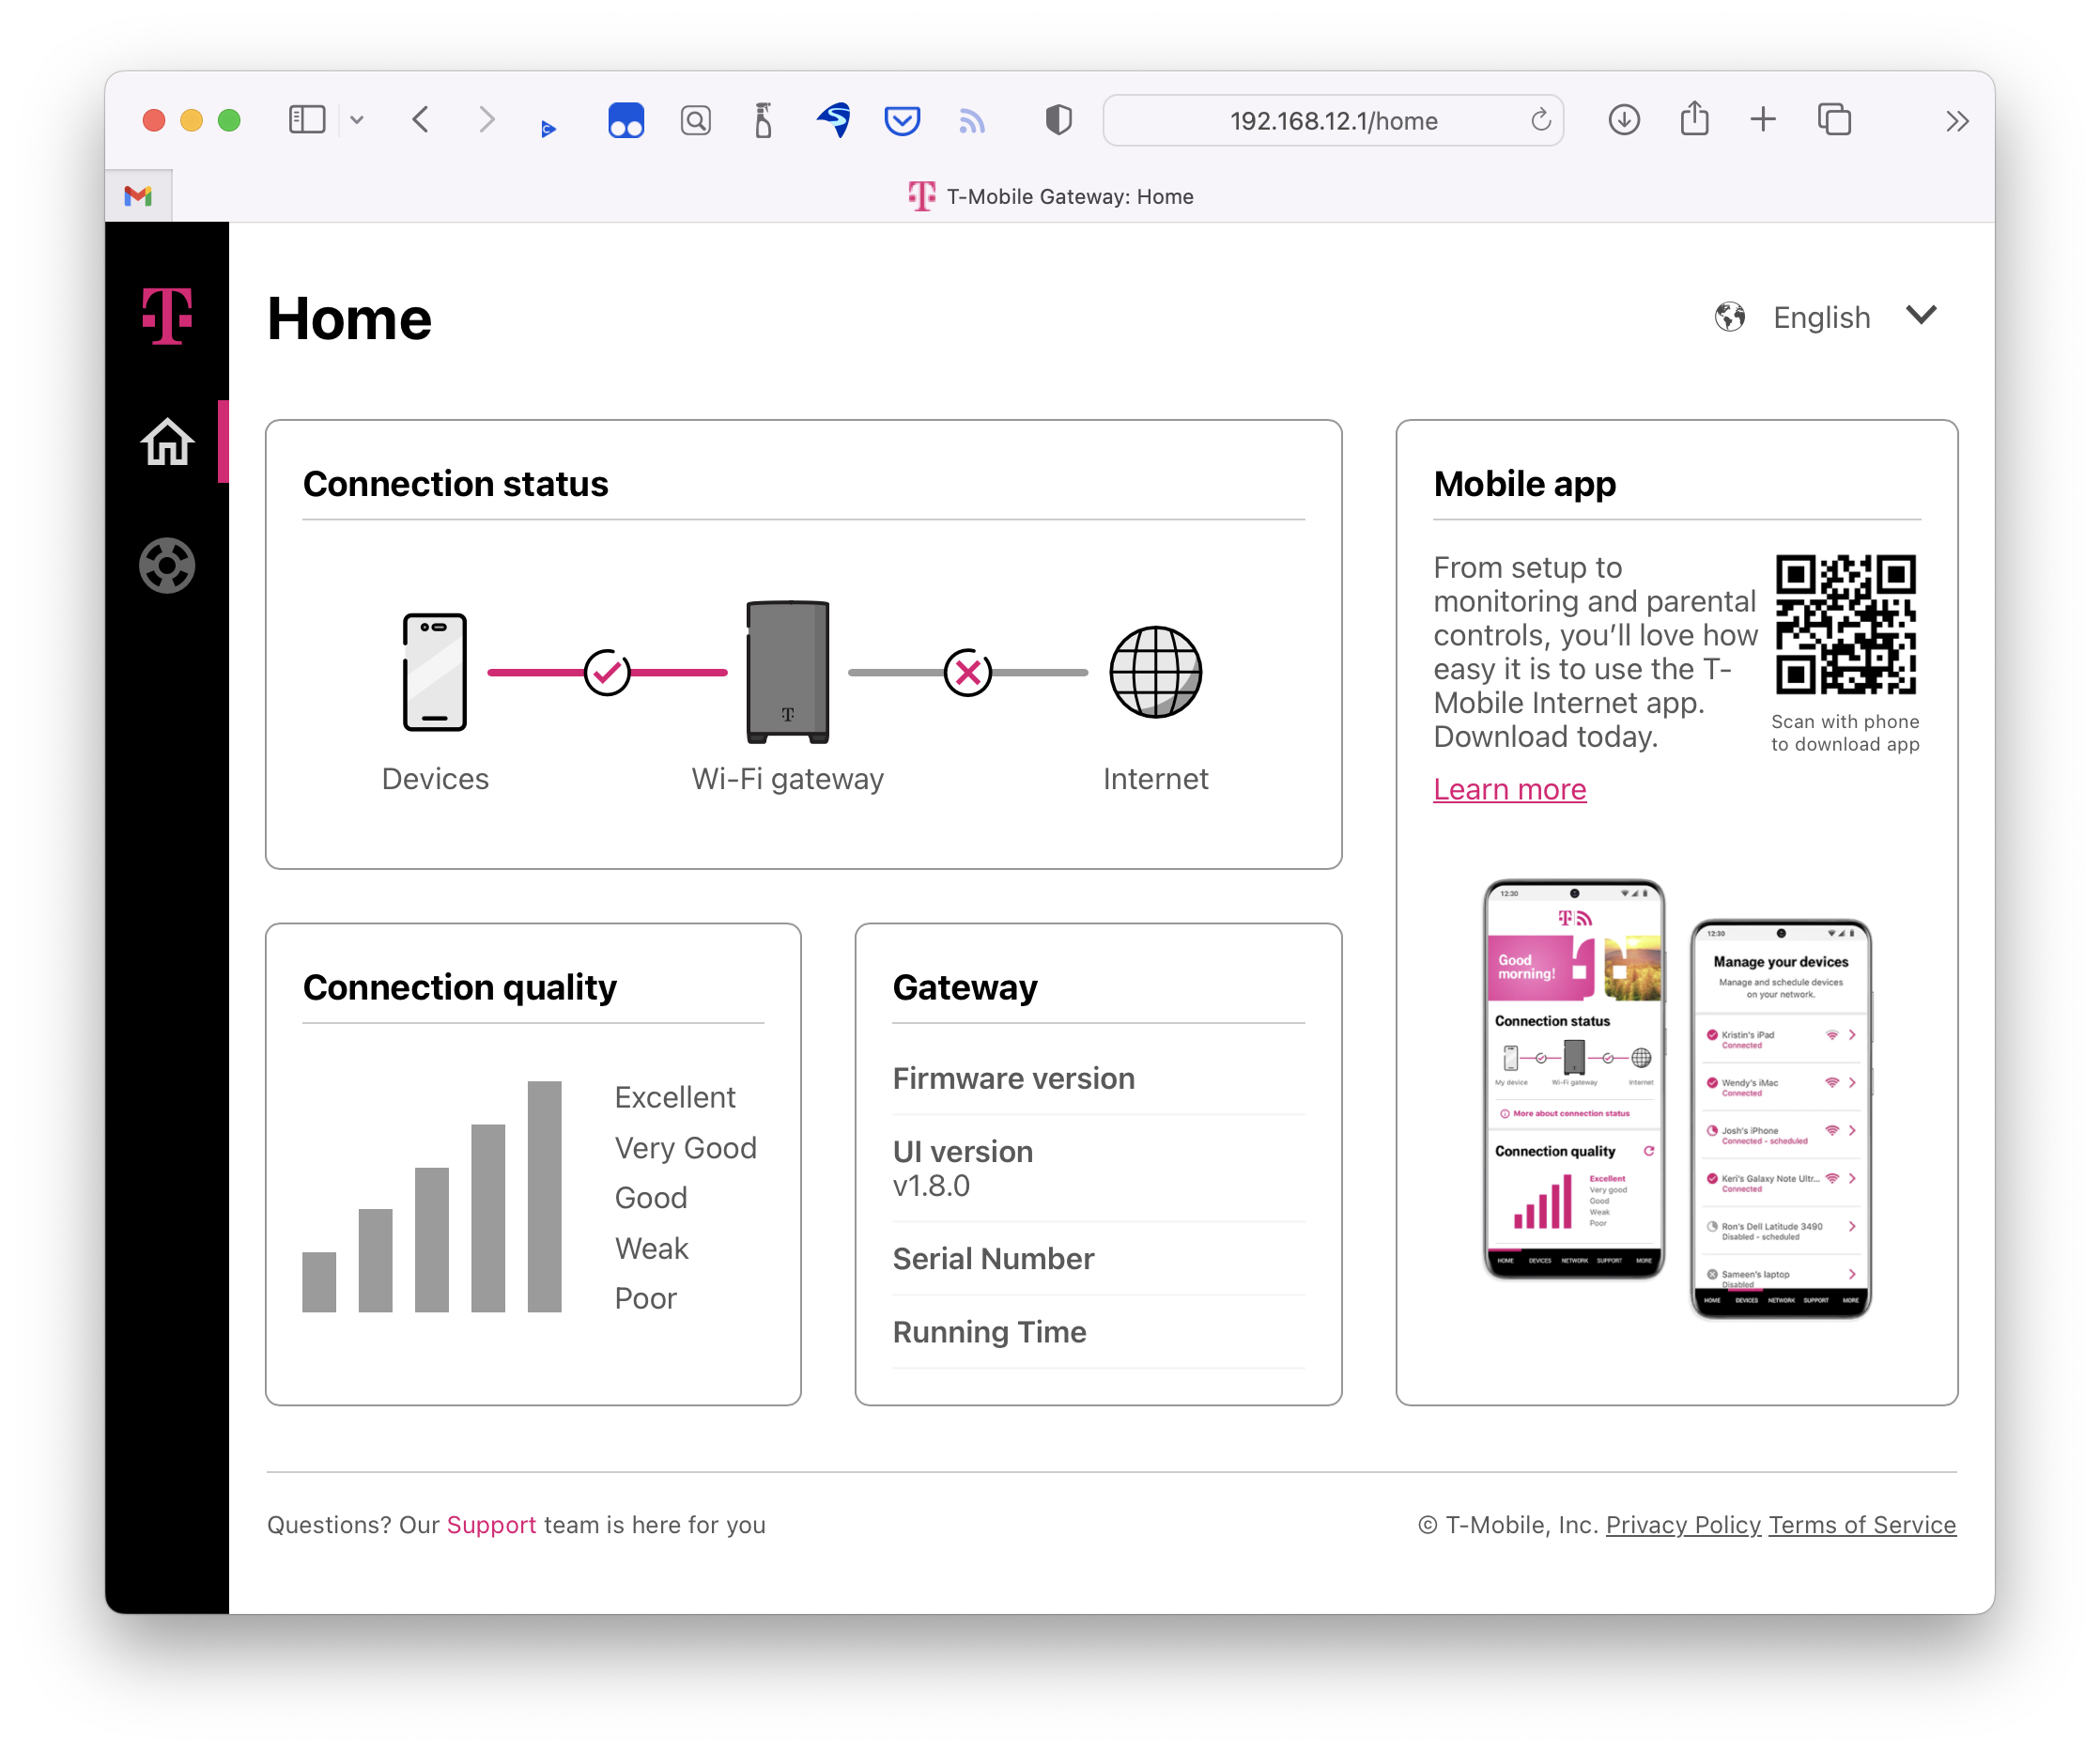 192.168.12.1/home
T-Mobile Gateway: Home
Home
English
Connection status
Devices
Wi-Fi gateway
Internet
Mobile app
From setup to
monitoring and parental
controls, you’ll love how
easy it is to use the T-
Mobile Internet app.
Download today.
Scan with phone
to download app
Learn more
Connection quality
Excellent
Very Good
Good
Weak
Poor
Gateway
Firmware version
UI version
v1.8.0
Serial Number
Running Time
12:30
Good
morning!
Connection status
My device
Wi-Fi gateway
Internet
More about connection status
Connection quality
Excellent
Very good
Good
Weak
Poor
HOME DEVICES NETWORK SUPPORT MORE
12:30
Manage your devices
Manage and schedule devices
on your network.
Kristin's iPad
Connected
Wendy's iMac
Connected
Josh's iPhone
Connected - scheduled
Keri's Galaxy Note Ultr...
Connected
Ron's Dell Latitude 3490
Disabled - scheduled
Sameen's laptop
Disabled
HOME DEVICES NETWORK SUPPORT MORE
Questions? Our Support team is here for you
© T-Mobile, Inc. Privacy Policy Terms of Service